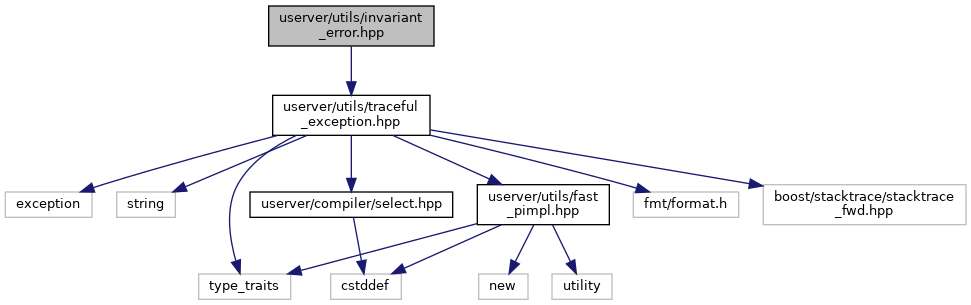 userver/utils/invariant
_error.hpp
userver/utils/traceful
_exception.hpp
exception
string
userver/compiler/select.hpp
userver/utils/fast
_pimpl.hpp
fmt/format.h
boost/stacktrace/stacktrace
_fwd.hpp
type_traits
cstddef
new
utility